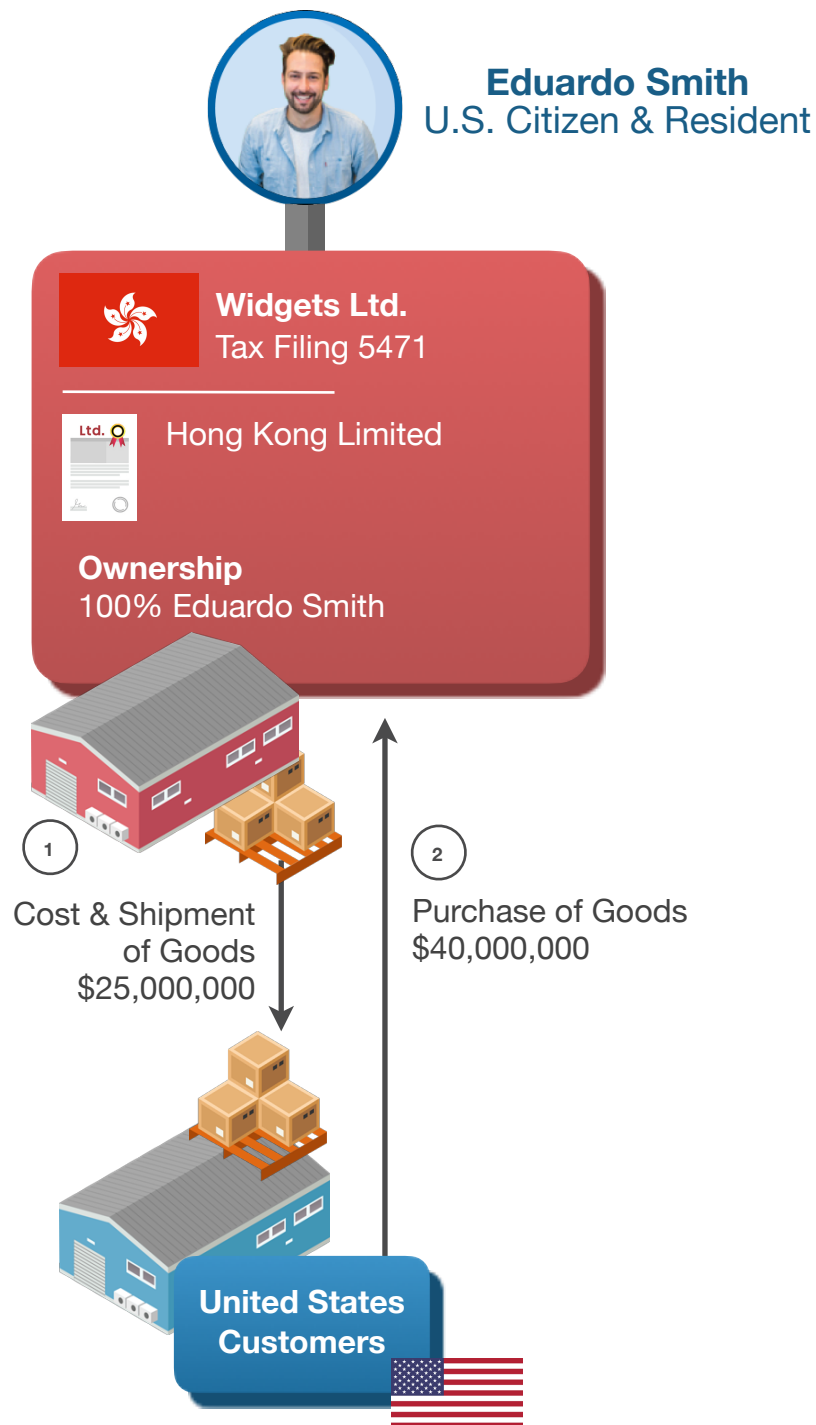 Eduardo Smith
U.S. Citizen & Resident
Widgets Ltd.
Tax Filing 5471
Ltd.
Hong Kong Limited
Ownership
100% Eduardo Smith
1
Cost & Shipment
of Goods
$25,000,000
2
Purchase of Goods
$40,000,000
United States
Customers